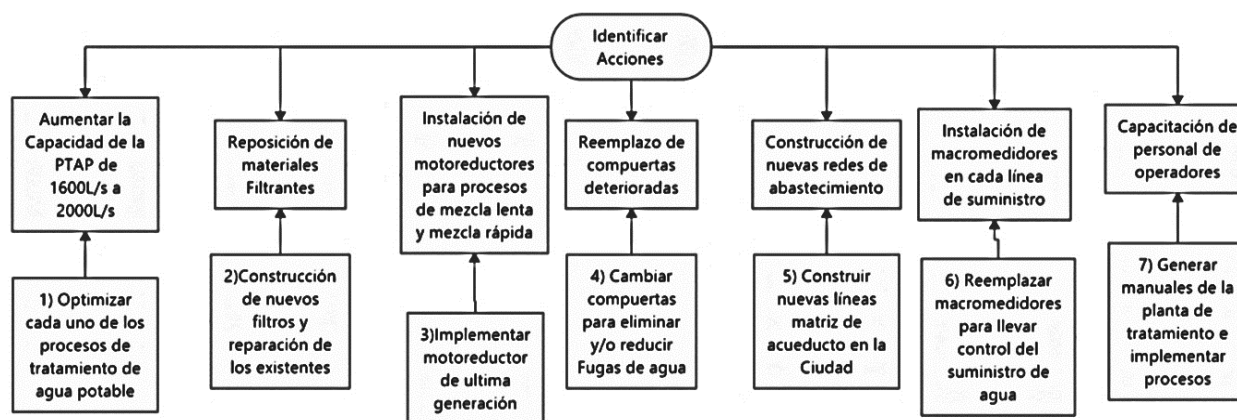 Identificar
Acciones
Aumentar la
Capacidad de la
PTAP de
1600L/s a
2000L/s
Reposición de
materiales
Filtrantes
Instalación de
nuevos
motoreductores
para procesos
de mezcla lenta
y mezcla rápida
Reemplazo de
compuertas
deterioradas
Construcción de
nuevas redes de
abastecimiento
Instalación de
macromedidores
en cada línea
de suministro
Capacitación de
personal de
operadores
1) Optimizar
cada uno de los
procesos de
tratamiento de
agua potable
2)Construcción
de nuevos
filtros y
reparación de
los existentes
3)Implementar
motoreductor
de ultima
generación
4) Cambiar
compuertas
para eliminar
y/o reducir
Fugas de agua
5) Construir
nuevas líneas
matriz de
acueducto en la
Ciudad
6) Reemplazar
macromedidores
para llevar
control del
suministro de
agua
7) Generar
manuales de la
planta de
tratamiento e
implementar
procesos